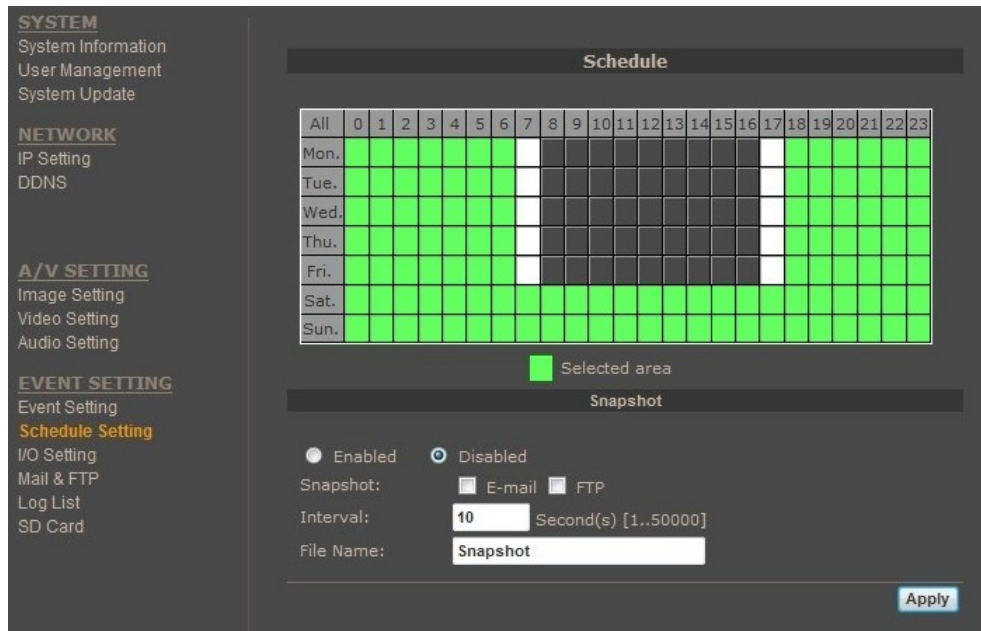 SYSTEM
System Information
User Management
System Update
NETWORK
IP Setting
DDNS
A/V SETTING
Image Setting
Video Setting
Audio Setting
EVENT SETTING
Event Setting
Schedule Setting
I/O Setting
Mail & FTP
Log List
SD Card
Schedule
All 0 1 2 3 4 5 6 7 8 9 10 11 12 13 14 15 16 17 18 19 20 21 22 23
Mon.
Tue.
Wed.
Thu.
Fri.
Sat.
Sun.
Selected area
Snapshot
Enabled Disabled
Snapshot: E-mail FTP
Interval: 10 Second(s) [1..50000]
File Name: Snapshot
Apply